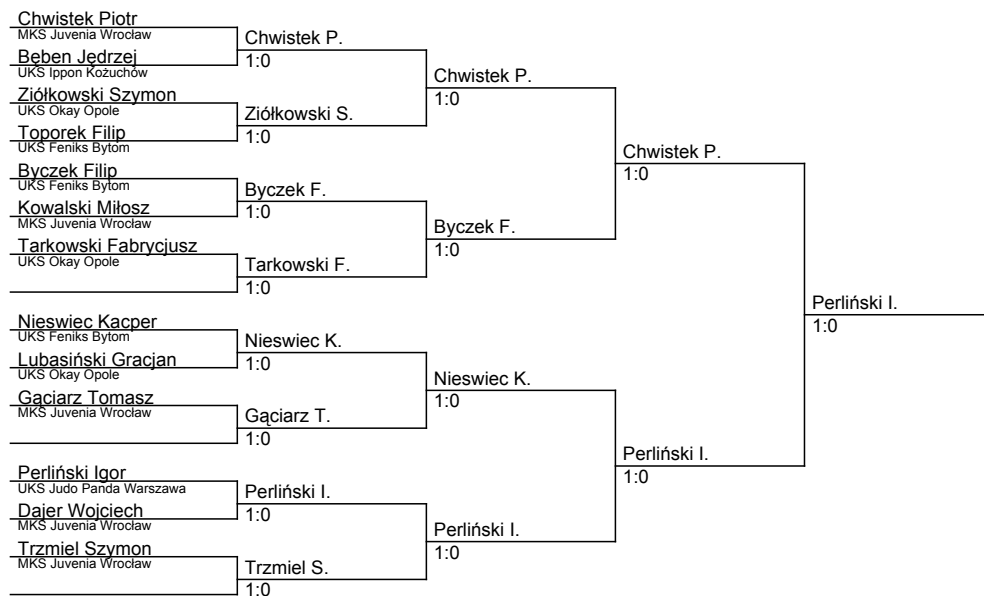 Chwistek Piotr
MKS Juvenia Wrocław
Bęben Jędrzej
UKS Ippon Kożuchów
Ziółkowski Szymon
UKS Okay Opole
Toporek Filip
UKS Feniks Bytom
Byczek Filip
UKS Feniks Bytom
Kowalski Miłosz
MKS Juvenia Wrocław
Tarkowski Fabrycjusz
UKS Okay Opole
Nieswiec Kacper
UKS Feniks Bytom
Lubasiński Gracjan
UKS Okay Opole
Gąciarz Tomasz
MKS Juvenia Wrocław
Perliński Igor
UKS Judo Panda Warszawa
Dajer Wojciech
MKS Juvenia Wrocław
Trzmiel Szymon
MKS Juvenia Wrocław
Chwistek P.
1:0
Ziółkowski S.
1:0
Byczek F.
1:0
Tarkowski F.
1:0
Nieswiec K.
1:0
Gąciarz T.
1:0
Perliński I.
1:0
Trzmiel S.
1:0
Chwistek P.
1:0
Byczek F.
1:0
Nieswiec K.
1:0
Perliński I.
1:0
Chwistek P.
1:0
Perliński I.
1:0
Perliński I.
1:0